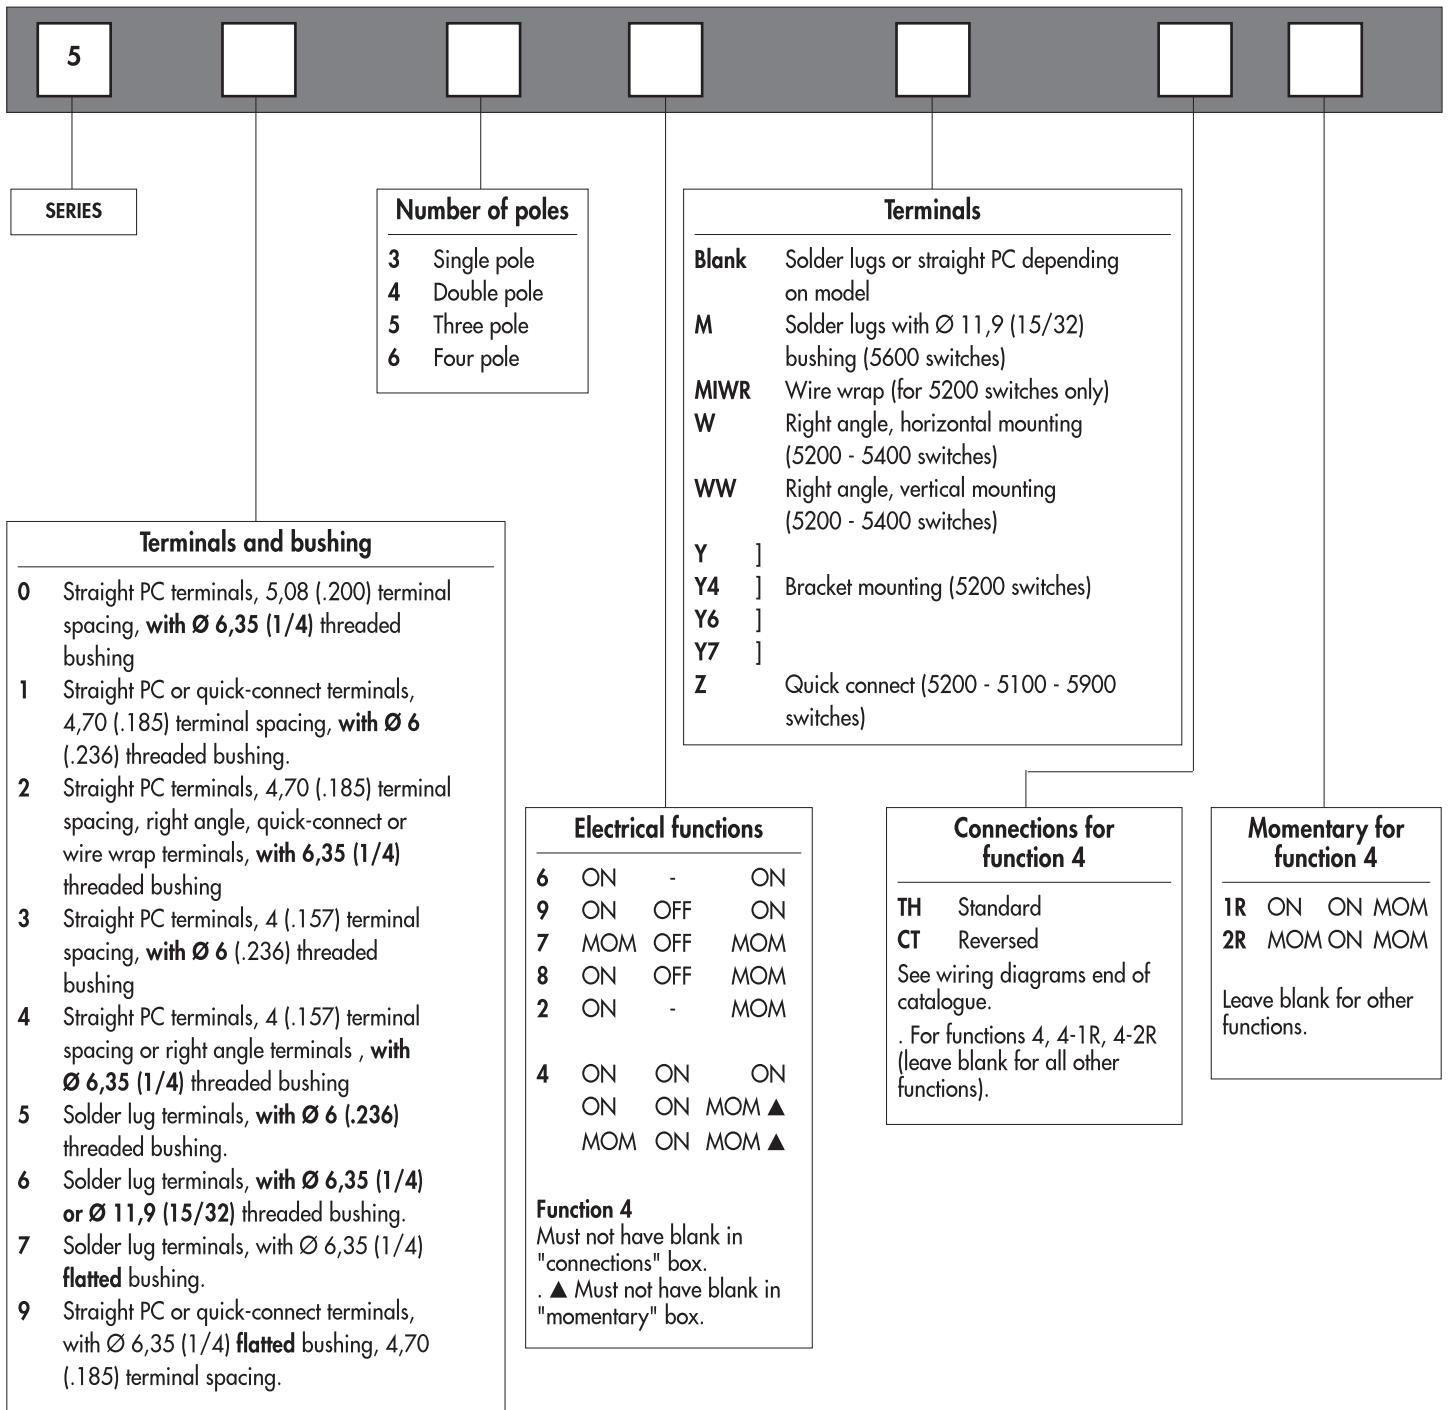 5
SERIES
Number of poles
3 Single pole
4 Double pole
5 Three pole
6 Four pole
Terminals
Blank Solder lugs or straight PC depending
on model
M Solder lugs with Ø 11,9 (15/32)
bushing (5600 switches)
MIWR Wire wrap (for 5200 switches only)
W Right angle, horizontal mounting
(5200 - 5400 switches)
WW Right angle, vertical mounting
(5200 - 5400 switches)
Y ]
Y4 ] Bracket mounting (5200 switches)
Y6 ]
Y7 ]
Z Quick connect (5200 - 5100 - 5900
switches)
Terminals and bushing
0 Straight PC terminals, 5,08 (.200) terminal
spacing, with Ø 6,35 (1/4) threaded
bushing
1 Straight PC or quick-connect terminals,
4,70 (.185) terminal spacing, with Ø 6
(.236) threaded bushing.
2 Straight PC terminals, 4,70 (.185) terminal
spacing, right angle, quick-connect or
wire wrap terminals, with 6,35 (1/4)
threaded bushing
3 Straight PC terminals, 4 (.157) terminal
spacing, with Ø 6 (.236) threaded
bushing
4 Straight PC terminals, 4 (.157) terminal
spacing or right angle terminals , with
Ø 6,35 (1/4) threaded bushing
5 Solder lug terminals, with Ø 6 (.236)
threaded bushing.
6 Solder lug terminals, with Ø 6,35 (1/4)
or Ø 11,9 (15/32) threaded bushing.
7 Solder lug terminals, with Ø 6,35 (1/4)
flatted bushing.
9 Straight PC or quick-connect terminals,
with Ø 6,35 (1/4) flatted bushing, 4,70
(.185) terminal spacing.
Electrical functions
6 ON - ON
9 ON OFF ON
7 MOM OFF MOM
8 ON OFF MOM
2 ON - MOM
4 ON ON ON
ON ON MOM ▲
MOM ON MOM ▲
Function 4
Must not have blank in
"connections" box.
. ▲ Must not have blank in
"momentary" box.
Connections for
function 4
TH Standard
CT Reversed
See wiring diagrams end of
catalogue.
. For functions 4, 4-1R, 4-2R
(leave blank for all other
functions).
Momentary for
function 4
1R ON ON MOM
2R MOM ON MOM
Leave blank for other
functions.